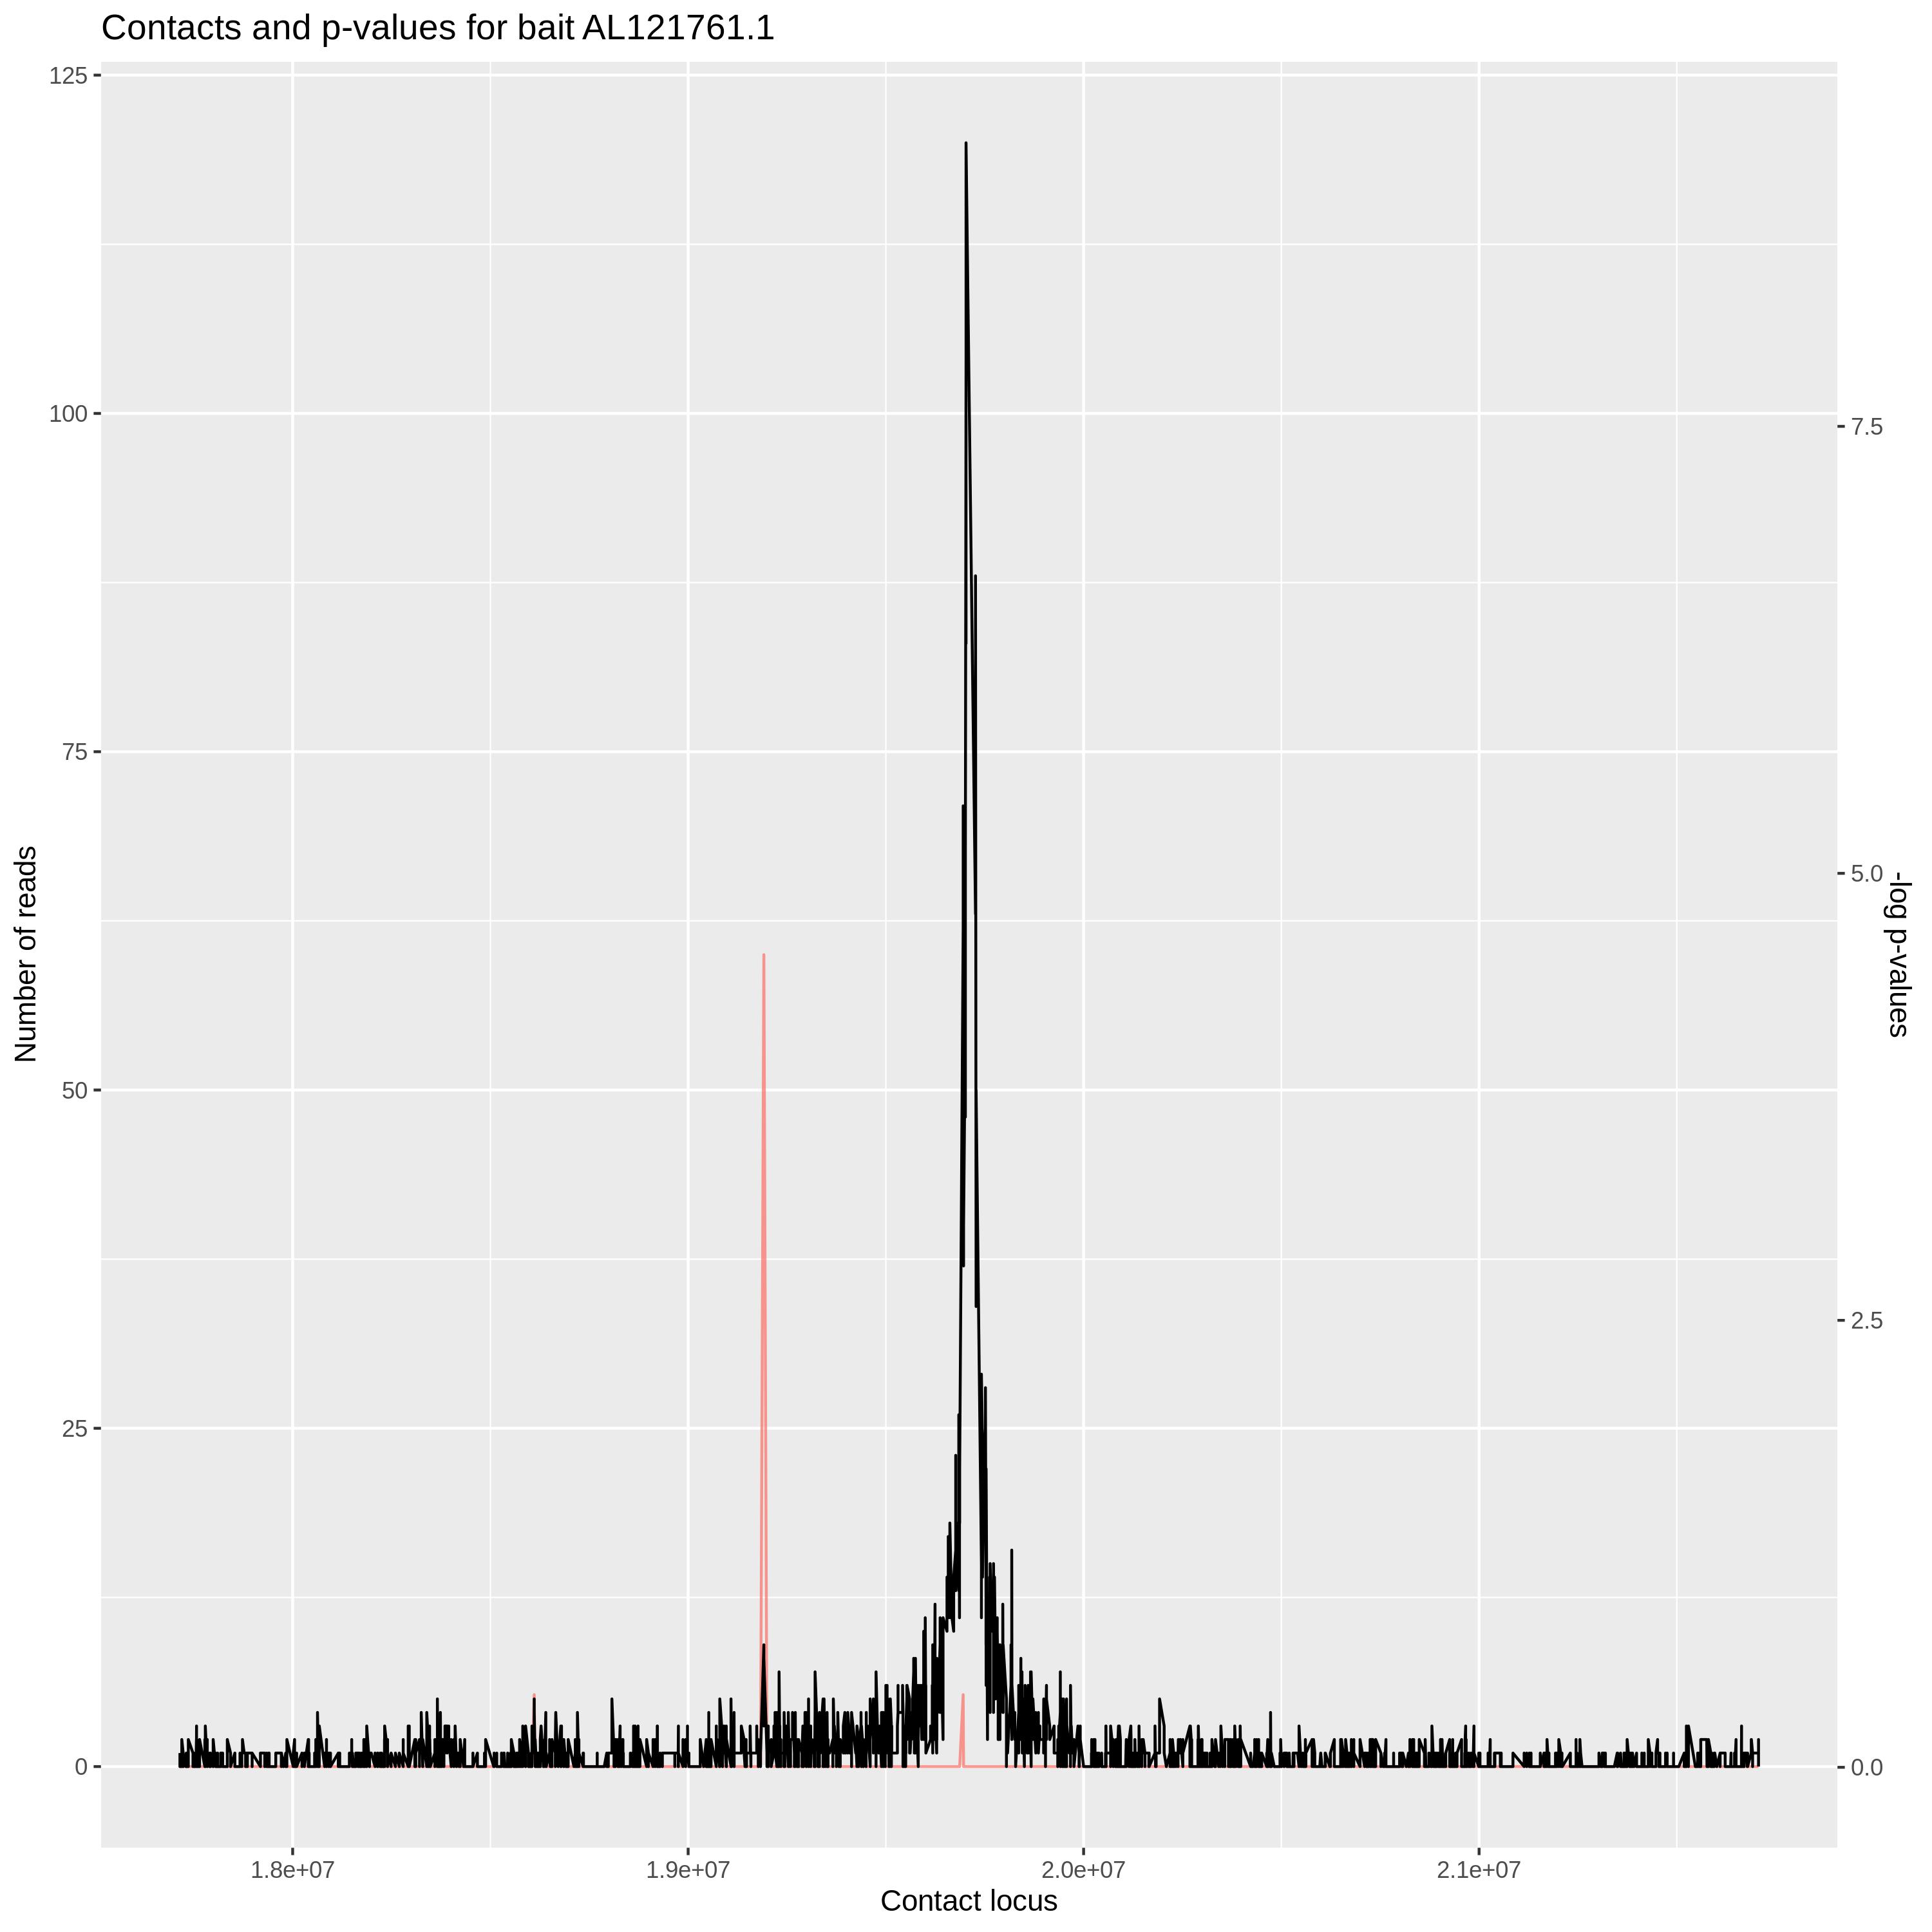 Contacts and p-values for bait AL121761.1
125
100
75
50
25
0
Number of reads
7.5
5.0
2.5
0.0
-log p-values
1.8e+07
1.9e+07
2.0e+07
2.1e+07
Contact locus